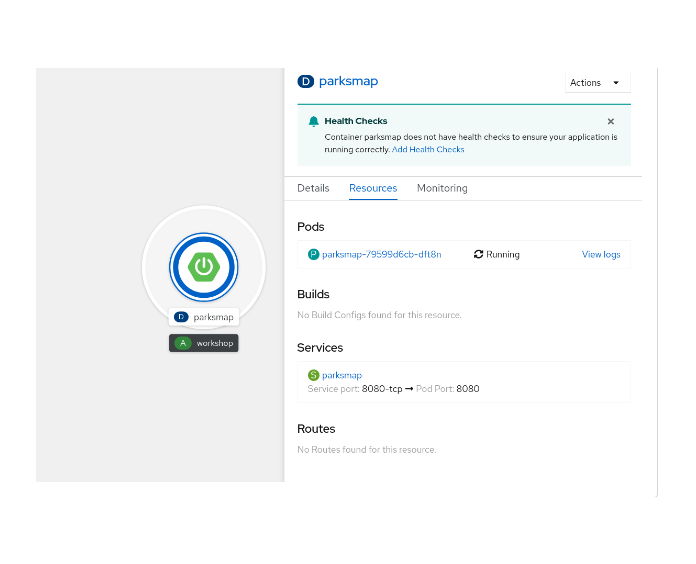 D parksmap
Actions
Health Checks
Container parksmap does not have health checks to ensure your application is
running correctly. Add Health Checks
Details Resources Monitoring
Pods
P parksmap-79599d6cb-dft8n Running View logs
Builds
No Build Configs found for this resource.
D parksmap
A workshop
Services
S parksmap
Service port: 8080-tcp → Pod Port: 8080
Routes
No Routes found for this resource.